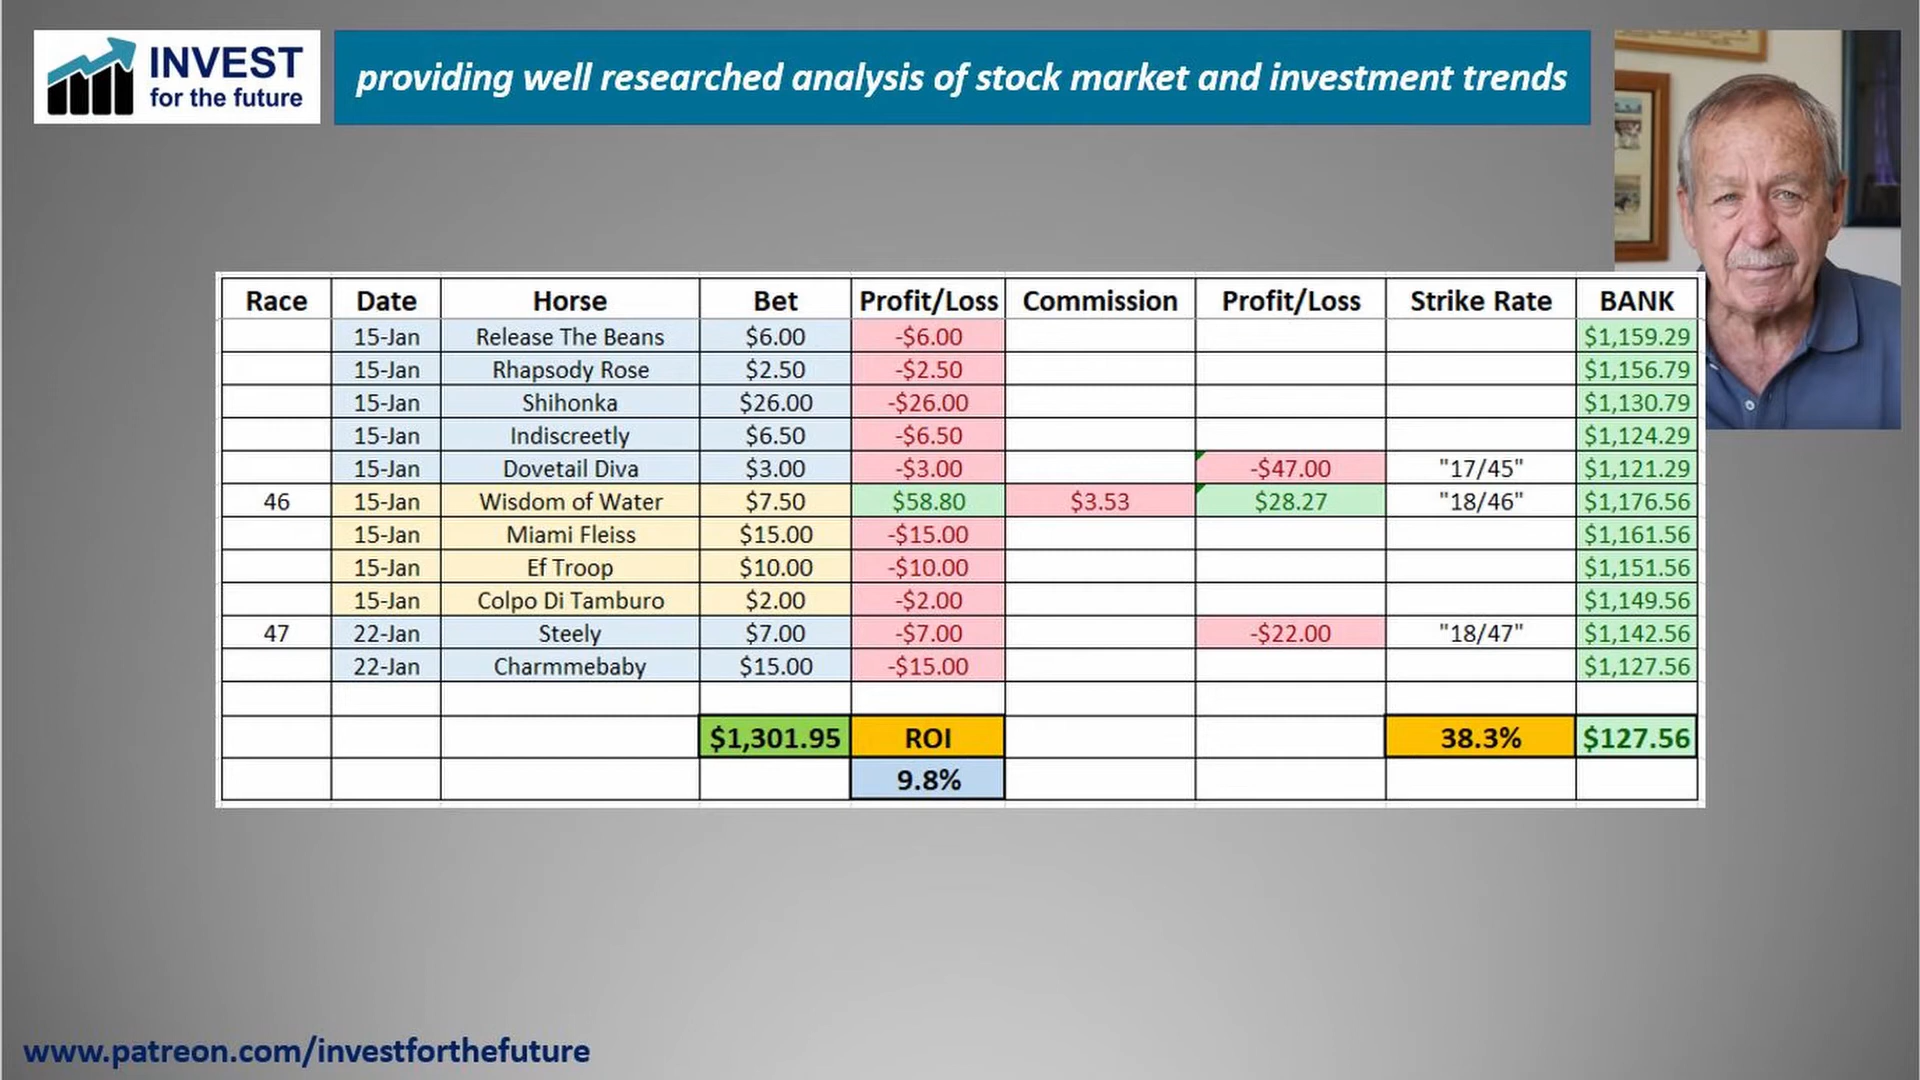 INVEST
for the future
providing well researched analysis of stock market and investment trends
Race Date Horse Bet Profit/Loss Commission Profit/Loss Strike Rate BANK
15-Jan Release The Beans $6.00 -$6.00 $1,159.29
15-Jan Rhapsody Rose $2.50 -$2.50 $1,156.79
15-Jan Shihonka $26.00 -$26.00 $1,130.79
15-Jan Indiscreetly $6.50 -$6.50 $1,124.29
15-Jan Dovetail Diva $3.00 -$3.00 -$47.00 "17/45" $1,121.29
46 15-Jan Wisdom of Water $7.50 $58.80 $3.53 $28.27 "18/46" $1,176.56
15-Jan Miami Fleiss $15.00 -$15.00 $1,161.56
15-Jan Ef Troop $10.00 -$10.00 $1,151.56
15-Jan Colpo Di Tamburo $2.00 -$2.00 $1,149.56
47 22-Jan Steely $7.00 -$7.00 -$22.00 "18/47" $1,142.56
22-Jan Charmmebaby $15.00 -$15.00 $1,127.56
$1,301.95 ROI 38.3% $127.56
9.8%
www.patreon.com/investforthefuture